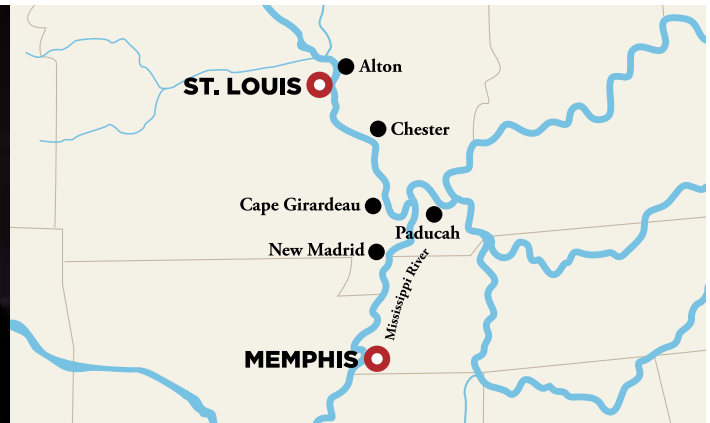 Alton
ST. LOUIS
Chester
Cape Girardeau
Paducah
New Madrid
Mississippi River
MEMPHIS